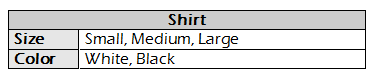 Shirt
Size Small, Medium, Large
Color White, Black